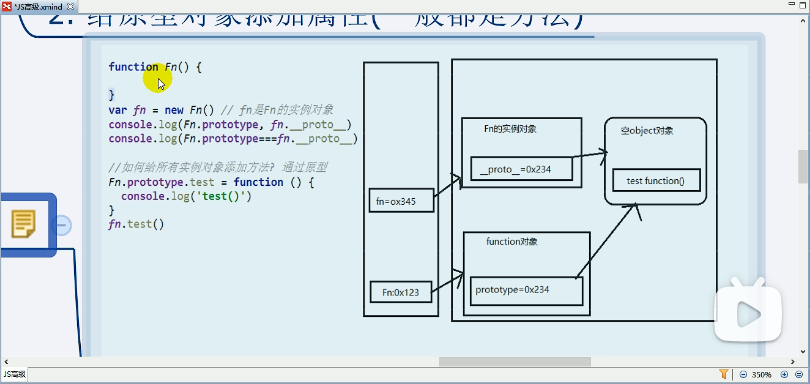 *JS高级.xmind
2. 给原型对象添加属性(一般都是方法)
function Fn() {
}
var fn = new Fn() // fn是Fn的实例对象
console.log(Fn.prototype, fn.__proto__)
console.log(Fn.prototype===fn.__proto__)
//如何给所有实例对象添加方法? 通过原型
Fn.prototype.test = function () {
console.log('test()')
}
fn.test()
fn=ox345
Fn:0x123
Fn的实例对象
__proto__=0x234
空object对象
test function()
function对象
prototype=0x234
JS高级
350%